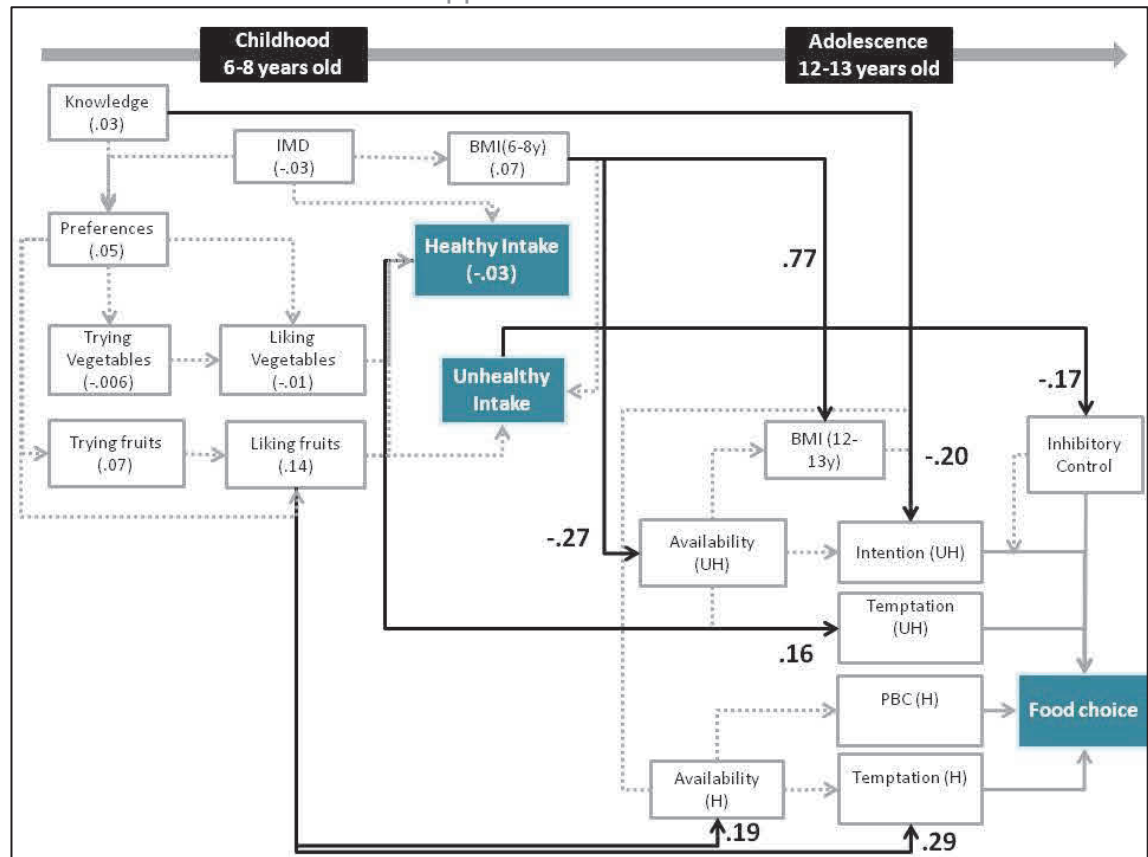 Childhood
6-8 years old
Adolescence
12-13 years old
Knowledge
(.03)
IMD
(-.03)
BMI(6-8y)
(.07)
Preferences
(.05)
Healthy Intake
(-.03)
.77
Trying
Vegetables
(-.006)
Liking
Vegetables
(-.01)
Unhealthy
Intake
-.17
Trying fruits
(.07)
Liking fruits
(.14)
BMI (12-
13y)
-.20
Inhibitory
Control
-.27
Availability
(UH)
Intention (UH)
Temptation
(UH)
.16
PBC (H)
Food choice
Availability
(H)
Temptation (H)
.19
.29